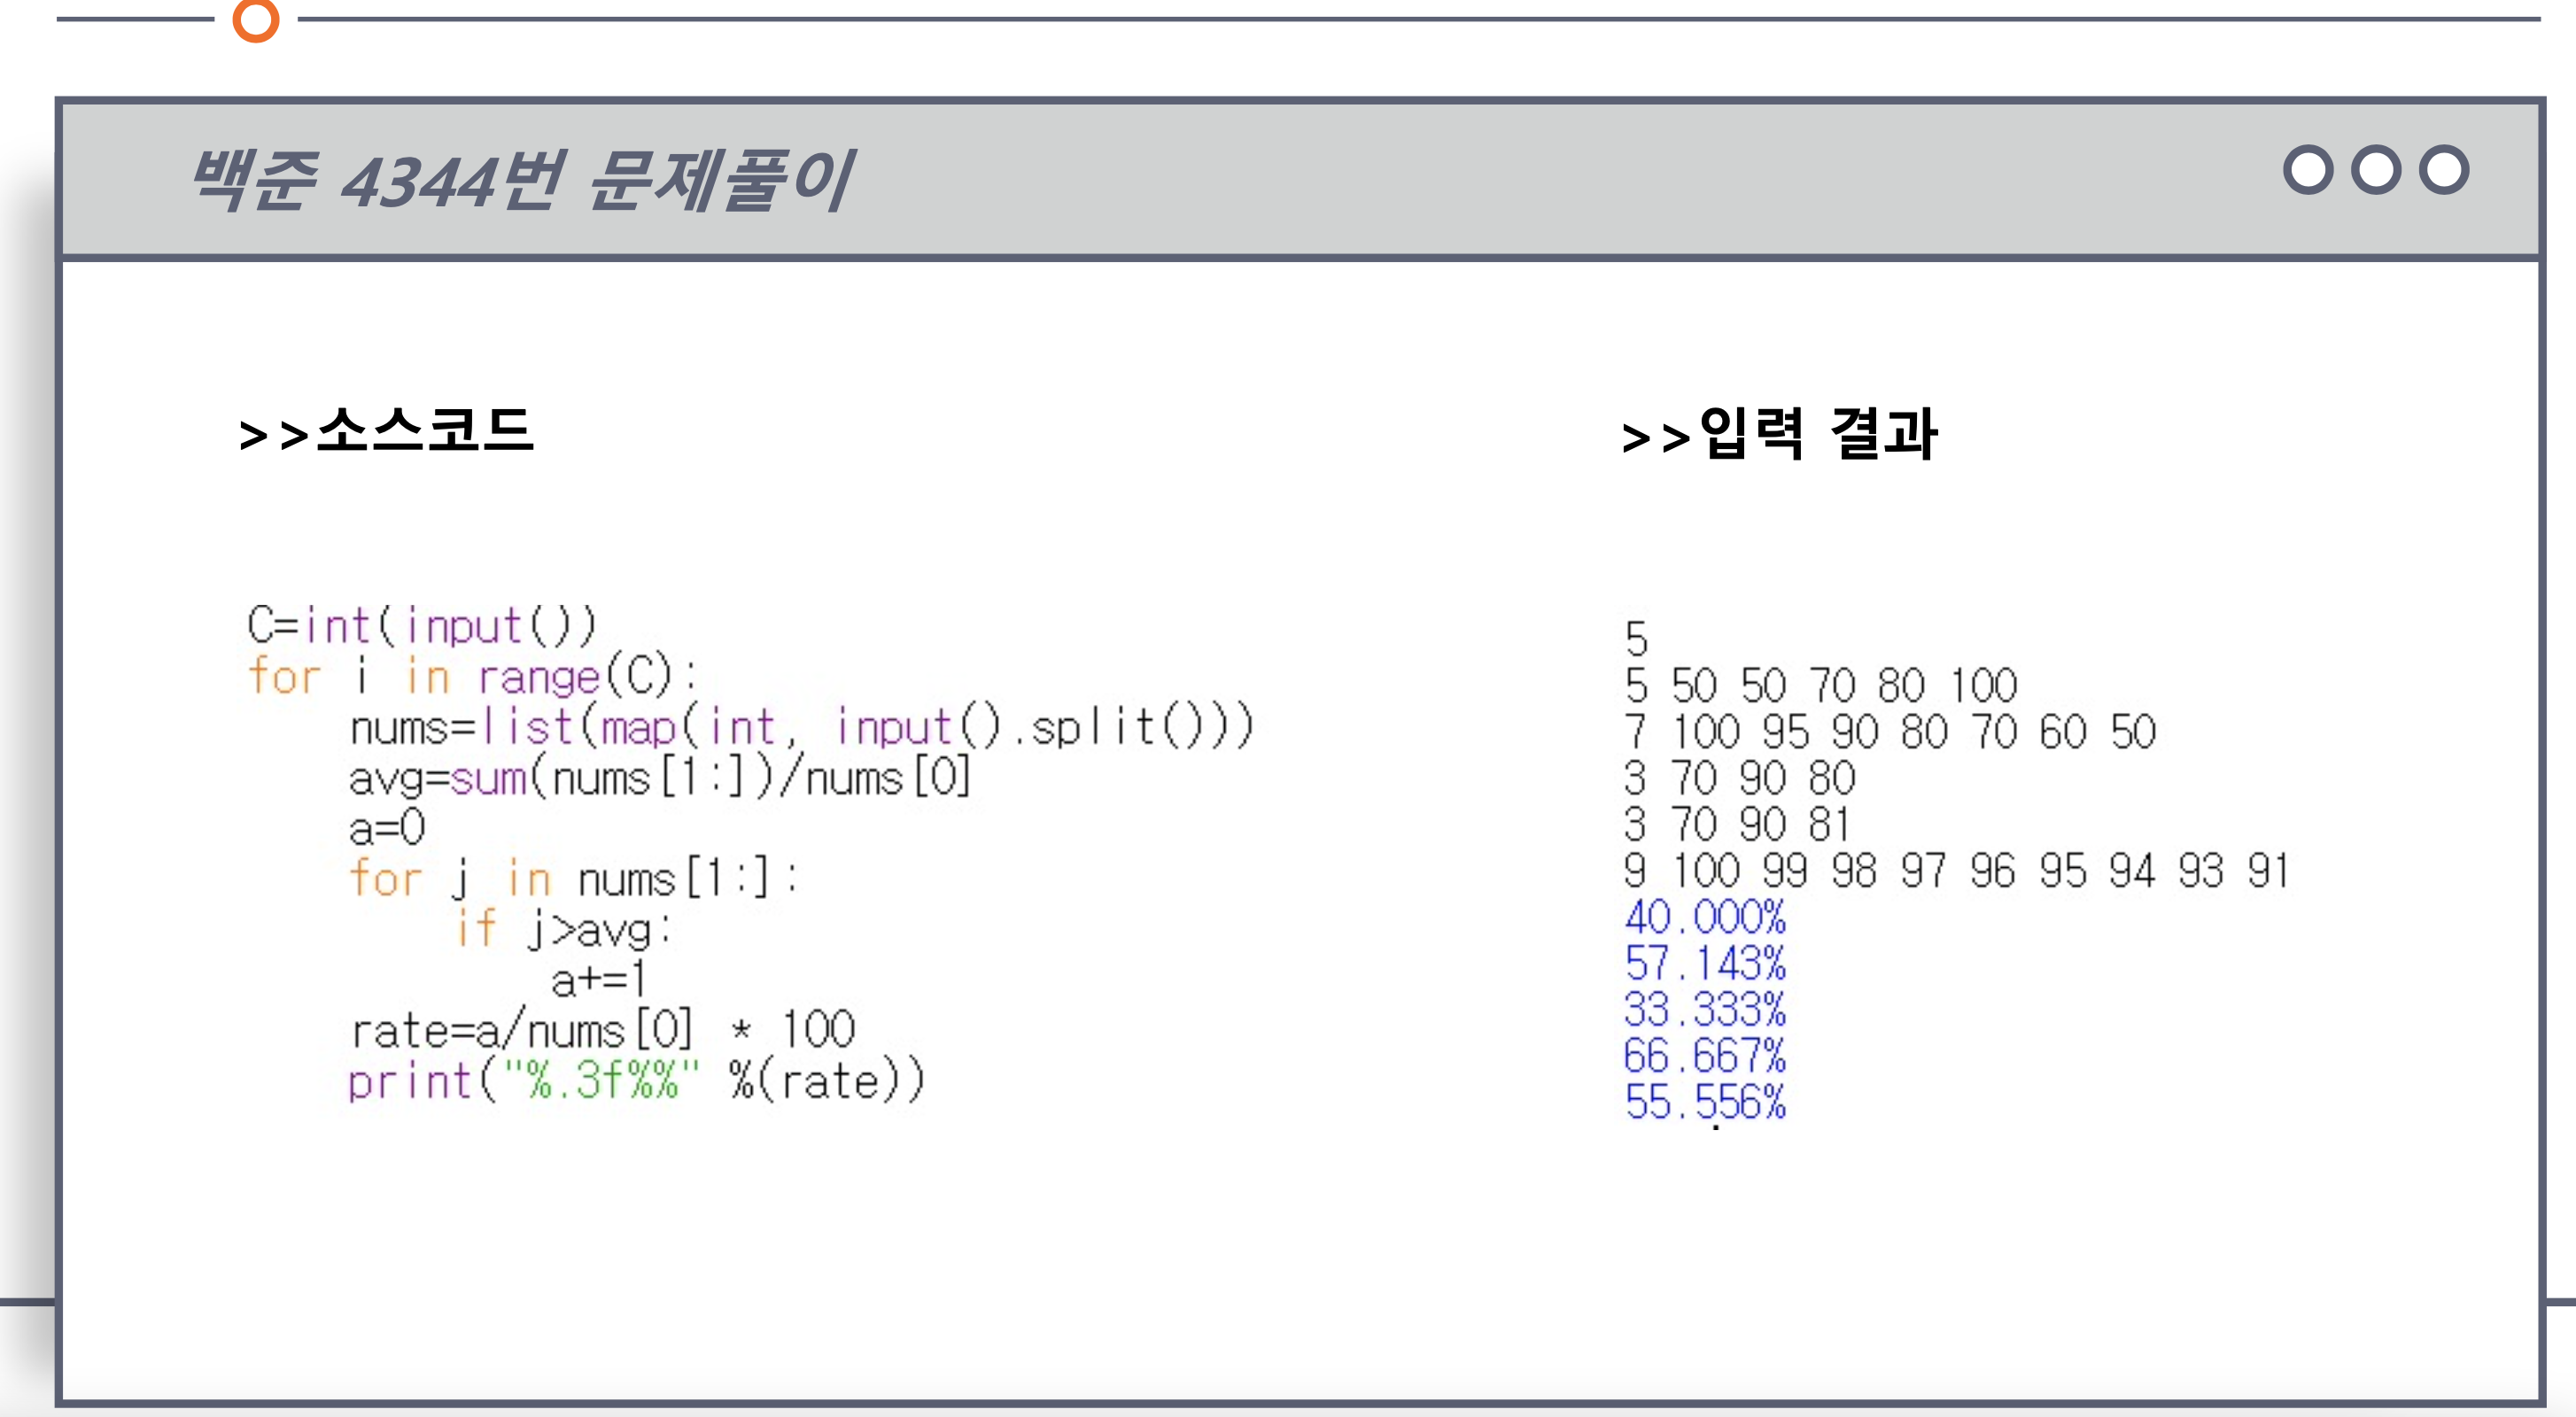 백준 4344번 문제풀이
>>소스코드
C=int(input())
for i in range(C):
    nums=list(map(int, input().split()))
    avg=sum(nums[1:])/nums[0]
    a=0
    for j in nums[1:]:
        if j>avg:
            a+=1
    rate=a/nums[0] * 100
    print("%.3f%%" %(rate))
>>입력 결과
5
5 50 50 70 80 100
7 100 95 90 80 70 60 50
3 70 90 80
3 70 90 81
9 100 99 98 97 96 95 94 93 91
40.000%
57.143%
33.333%
66.667%
55.556%